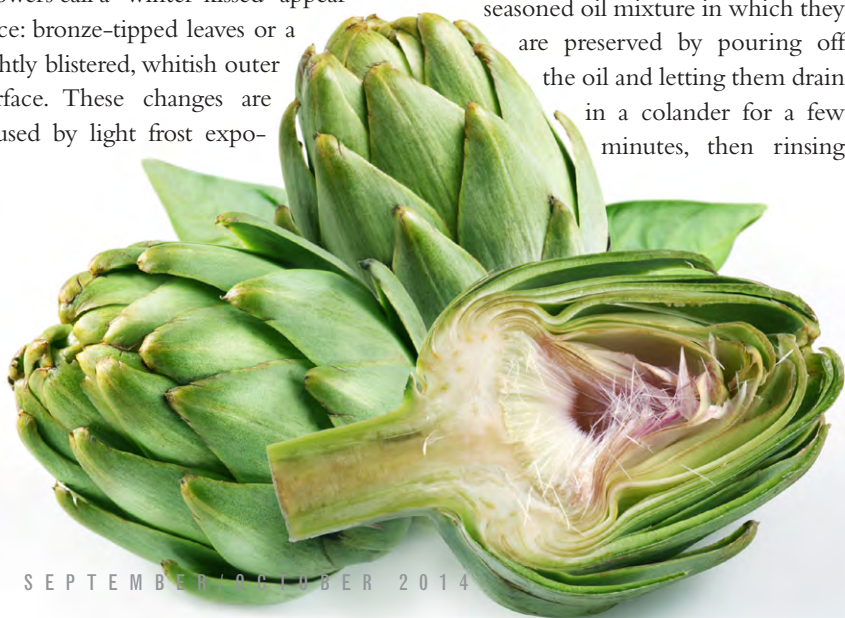 owers call a “winter-kissed” appear-
ce: bronze-tipped leaves or a
htly blistered, whitish outer
rface. These changes are
used by light frost expo-
seasoned oil mixture in which they
are preserved by pouring off
the oil and letting them drain
in a colander for a few
minutes, then rinsing
SEPTEMBER/OCTOBER 2014